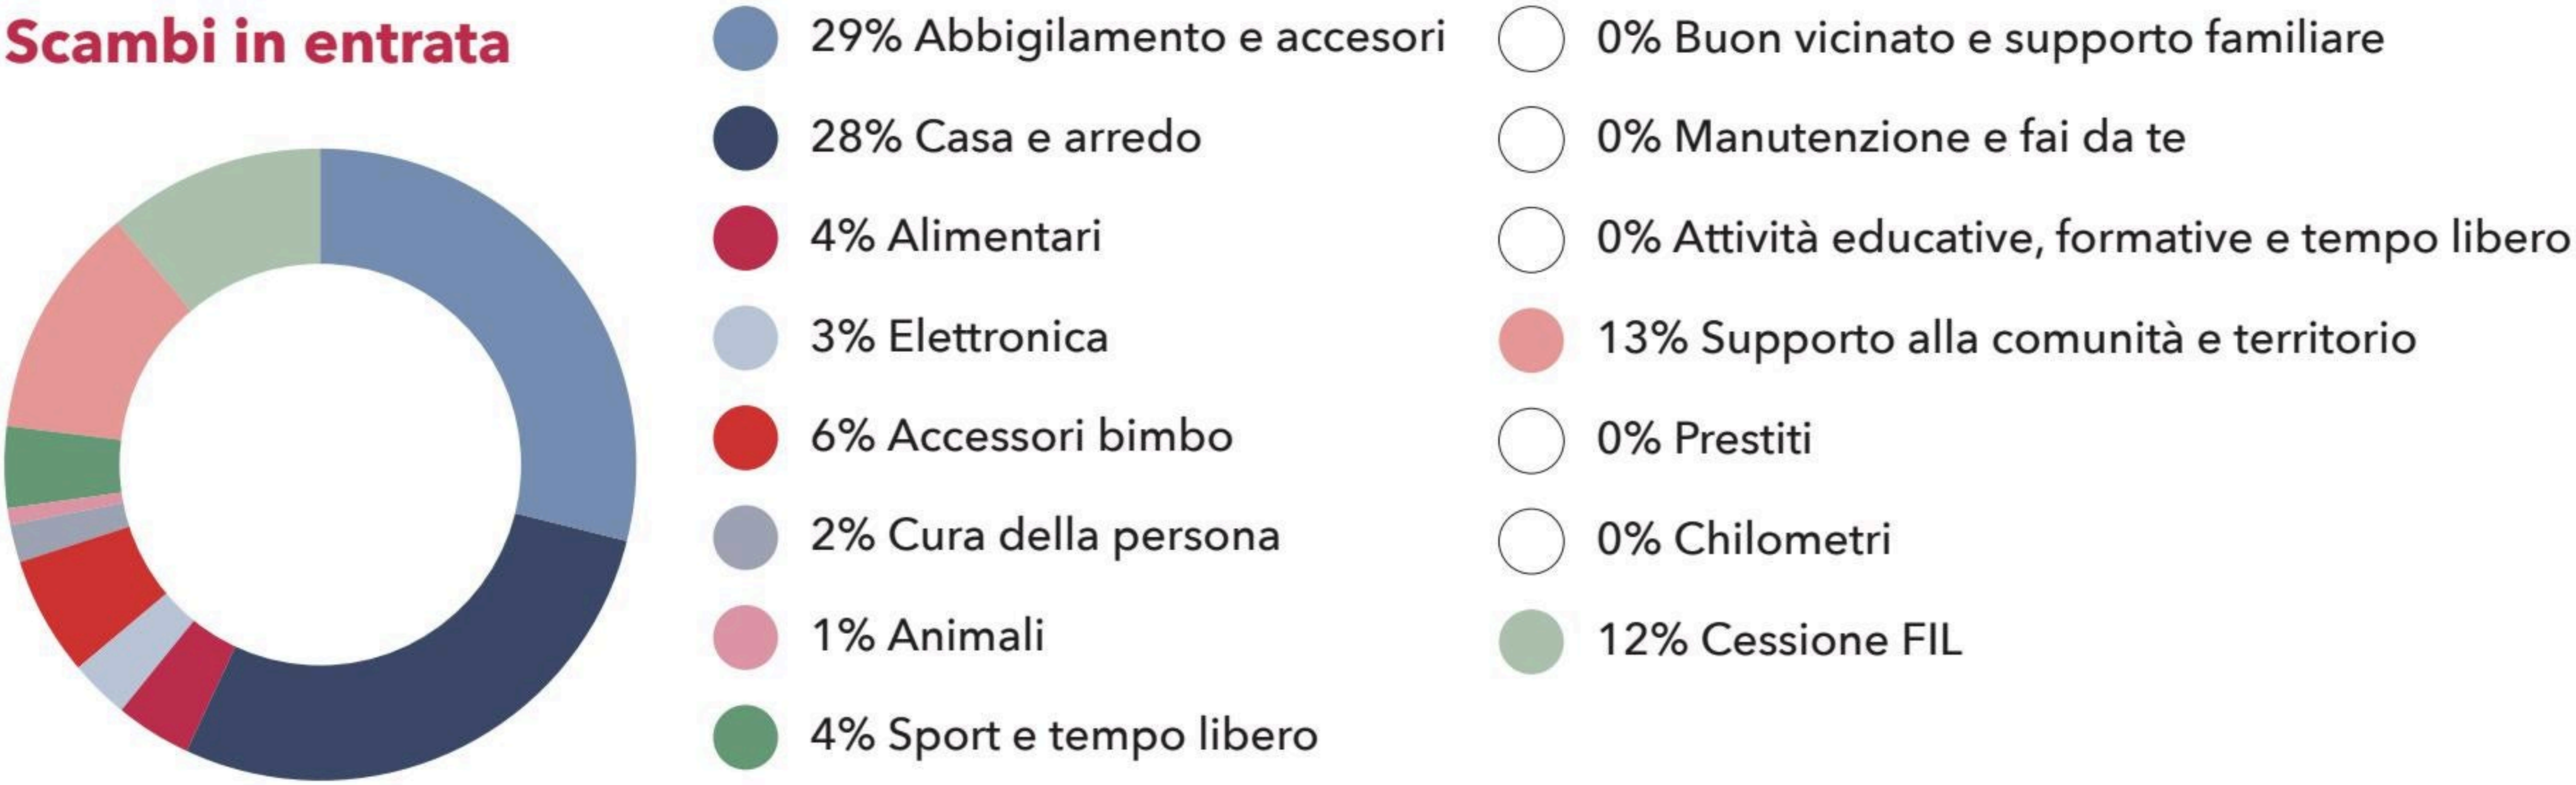 Scambi in entrata
29% Abbigilamento e accesori
28% Casa e arredo
4% Alimentari
3% Elettronica
6% Accessori bimbo
2% Cura della persona
1% Animali
4% Sport e tempo libero
0% Buon vicinato e supporto familiare
0% Manutenzione e fai da te
0% Attività educative, formative e tempo libero
13% Supporto alla comunità e territorio
0% Prestiti
0% Chilometri
12% Cessione FIL